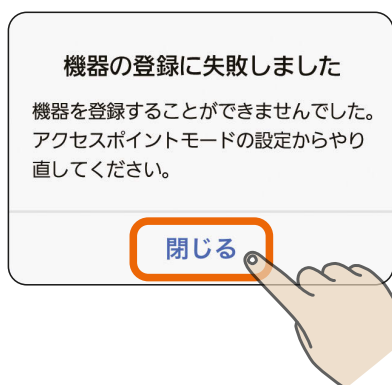 機器の登録に失敗しました
機器を登録することができませんでした。
アクセスポイントモードの設定からやり
直してください。
閉じる